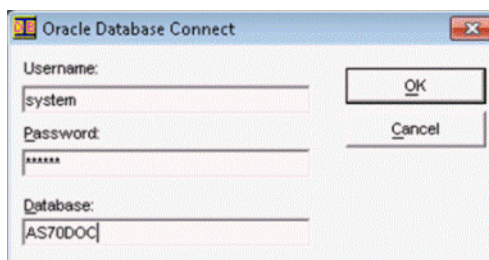 Oracle Database Connect
Username:
system
OK
Password:
******
Cancel
Database:
AS70DOC